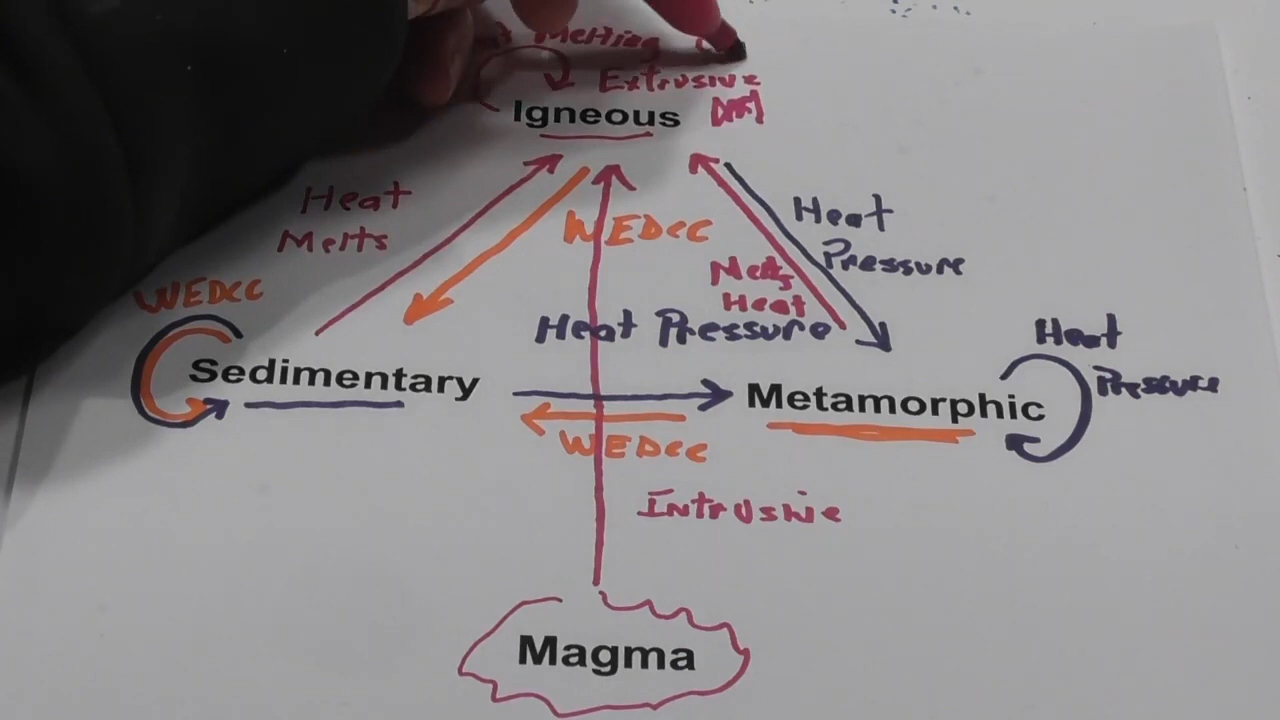 Melting
Extrusive
Igneous
Heat
Melts
WEDCC
Heat
Pressure
Melts
Heat
WEDCC
Heat Pressure
Heat
Pressure
Sedimentary
Metamorphic
WEDCC
Intrusive
Magma